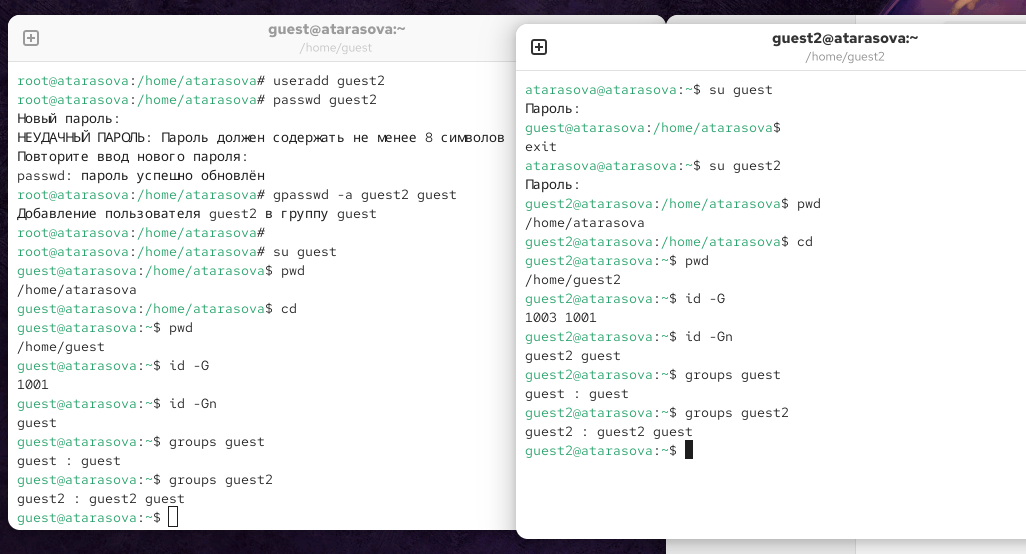 guest@atarasova:~
/home/guest
root@atarasova:/home/atarasova# useradd guest2
root@atarasova:/home/atarasova# passwd guest2
Новый пароль:
НЕУДАЧНЫЙ ПАРОЛЬ: Пароль должен содержать не менее 8 символов
Повторите ввод нового пароля:
passwd: пароль успешно обновлён
root@atarasova:/home/atarasova# gpasswd -a guest2 guest
Добавление пользователя guest2 в группу guest
root@atarasova:/home/atarasova#
root@atarasova:/home/atarasova# su guest
guest@atarasova:/home/atarasova$ pwd
/home/atarasova
guest@atarasova:/home/atarasova$ cd
guest@atarasova:~$ pwd
/home/guest
guest@atarasova:~$ id -G
1001
guest@atarasova:~$ id -Gn
guest
guest@atarasova:~$ groups guest
guest : guest
guest@atarasova:~$ groups guest2
guest2 : guest2 guest
guest@atarasova:~$
guest2@atarasova:~
/home/guest2
atarasova@atarasova:~$ su guest
Пароль:
guest@atarasova:/home/atarasova$
exit
atarasova@atarasova:~$ su guest2
Пароль:
guest2@atarasova:/home/atarasova$ pwd
/home/atarasova
guest2@atarasova:/home/atarasova$ cd
guest2@atarasova:~$ pwd
/home/guest2
guest2@atarasova:~$ id -G
1003 1001
guest2@atarasova:~$ id -Gn
guest2 guest
guest2@atarasova:~$ groups guest
guest : guest
guest2@atarasova:~$ groups guest2
guest2 : guest2 guest
guest2@atarasova:~$